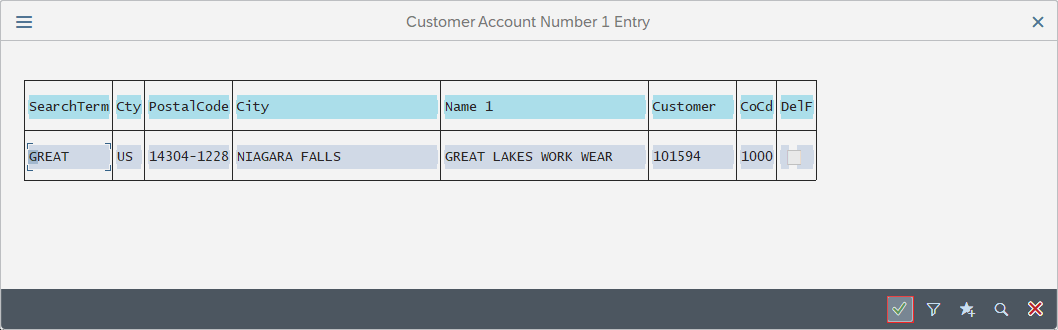 Customer Account Number 1 Entry
SearchTerm Cty PostalCode City Name 1 Customer CoCd DelF
GREAT US 14304-1228 NIAGARA FALLS GREAT LAKES WORK WEAR 101594 1000